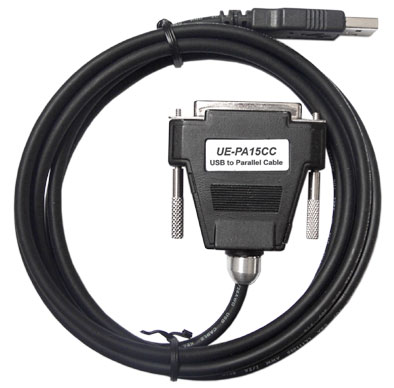 UE-PA15CC
USB to Parallel Cable